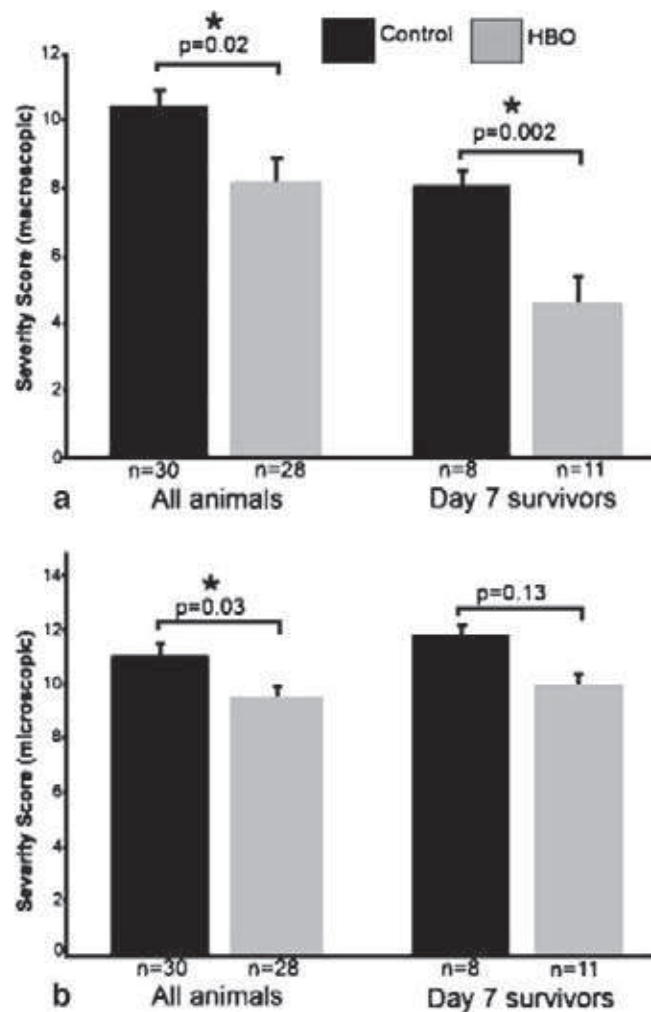 Control HBO
*
p=0.02
*
p=0.002
Severity Score (macroscopic)
12
10
8
6
4
2
0
n=30 n=28 n=8 n=11
a All animals Day 7 survivors
*
p=0.03
p=0.13
Severity Score (microscopic)
14
12
10
8
6
4
2
0
n=30 n=28 n=8 n=11
b All animals Day 7 survivors